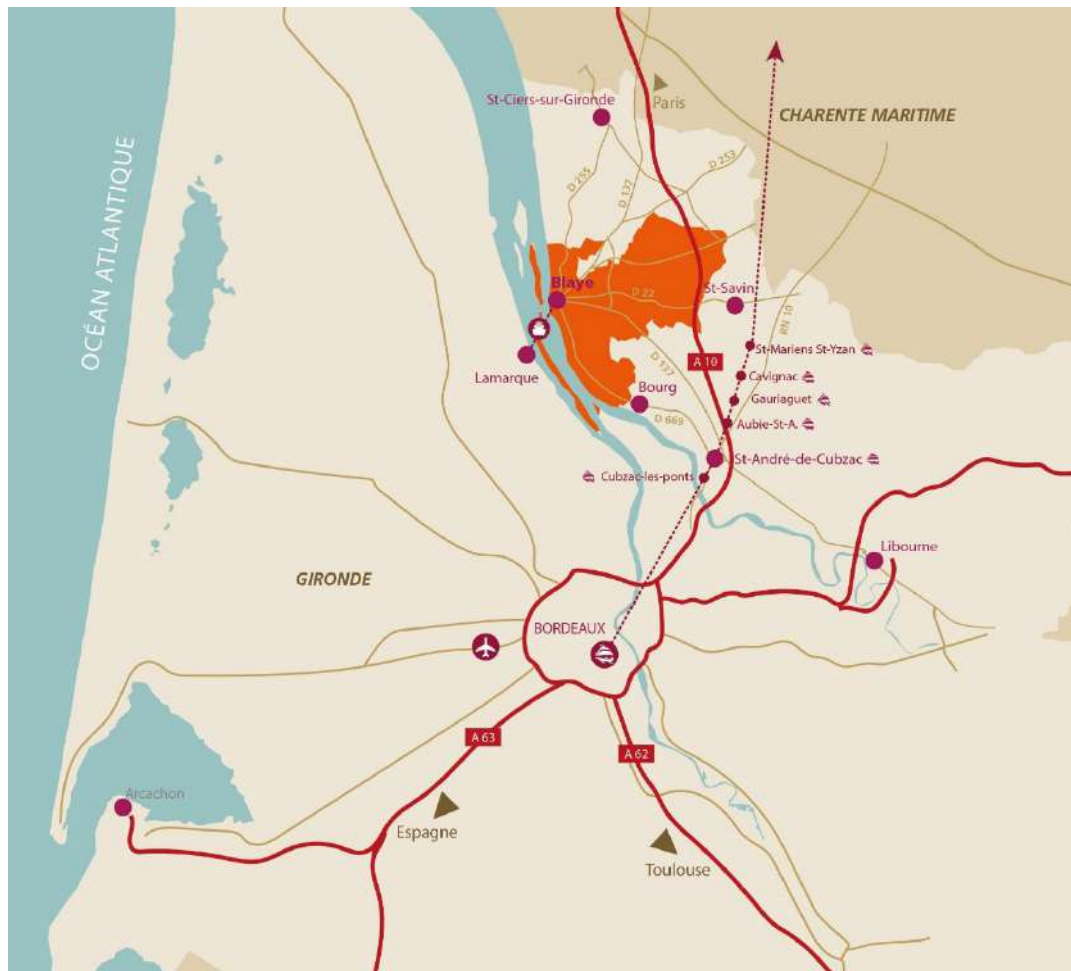 St-Ciers-sur-Gironde
Paris
CHARENTE MARITIME
OCÉAN ATLANTIQUE
D 255
D 137
D 253
Blaye
D 22
St-Savin
RN 10
Lamarque
D 137
A 10
St-Mariens St-Yzan
Cavignac
Bourg
Gauriaguet
D 669
Aubie-St-A.
St-André-de-Cubzac
Cubzac-les-ponts
Libourne
GIRONDE
BORDEAUX
A 63
A 62
Arcachon
Espagne
Toulouse